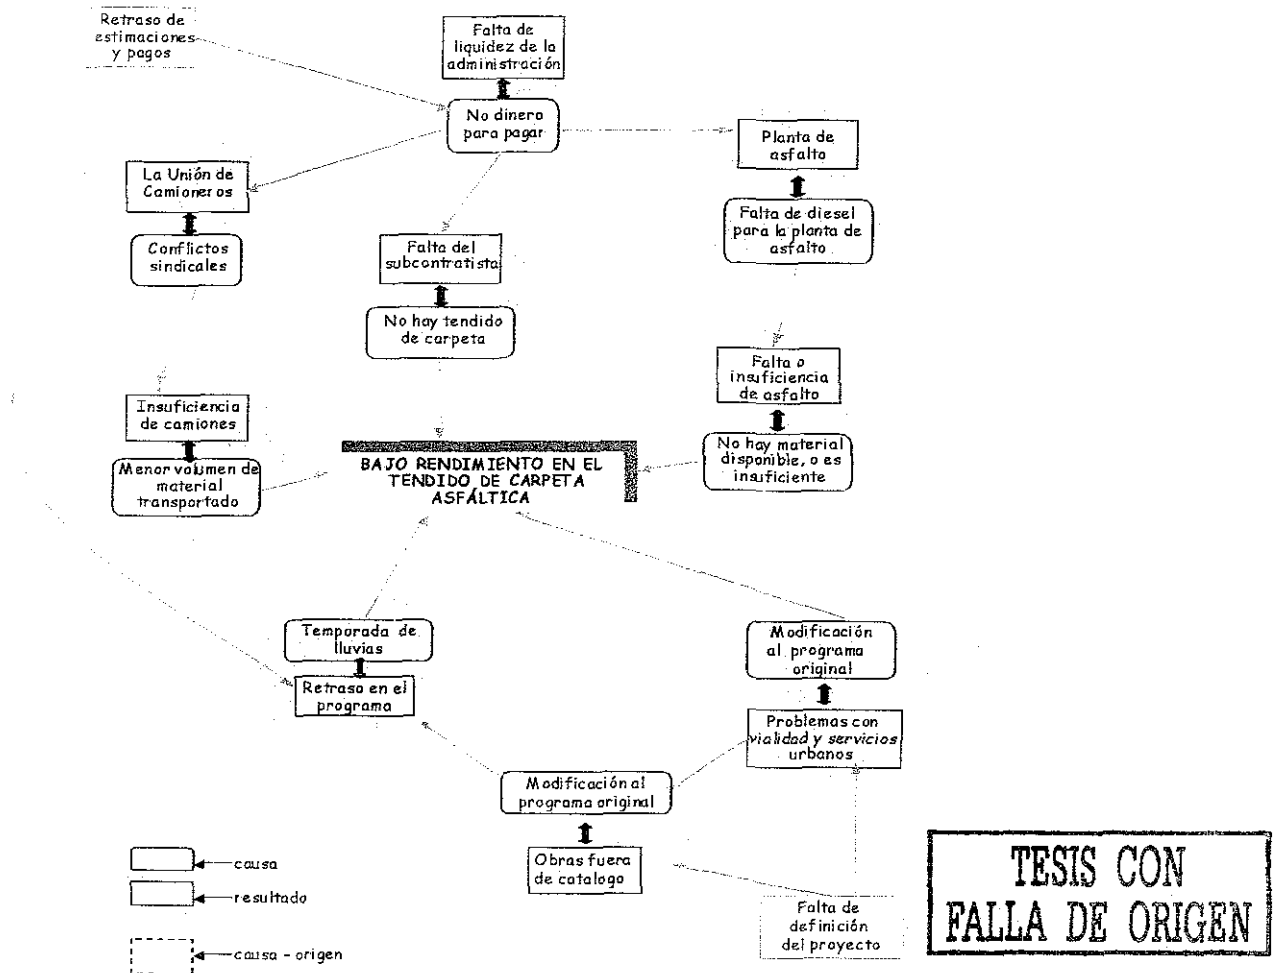 Retraso de
estimaciones
y pagos
Falta de
liquidez de la
administración
No dinero
para pagar
Planta de
asfalto
La Unión de
Camioneros
Falta de diesel
para la planta de
asfalto
Conflictos
sindicales
Falta del
subcontratista
No hay tendido
de carpeta
Falta o
insuficiencia
de asfalto
Insuficiencia
de camiones
No hay material
disponible, o es
insuficiente
Menor volumen de
material
transportado
BAJO RENDIMIENTO EN EL
TENDIDO DE CARPETA
ASFÁLTICA
Temporada de
lluvias
Retraso en el
programa
Modificación
al programa
original
Problemas con
vialidad y servicios
urbanos
Modificación al
programa original
Obras fuera
de catalogo
Falta de
definición
del proyecto
causa
resultado
causa - origen
TESIS CON
FALLA DE ORIGEN